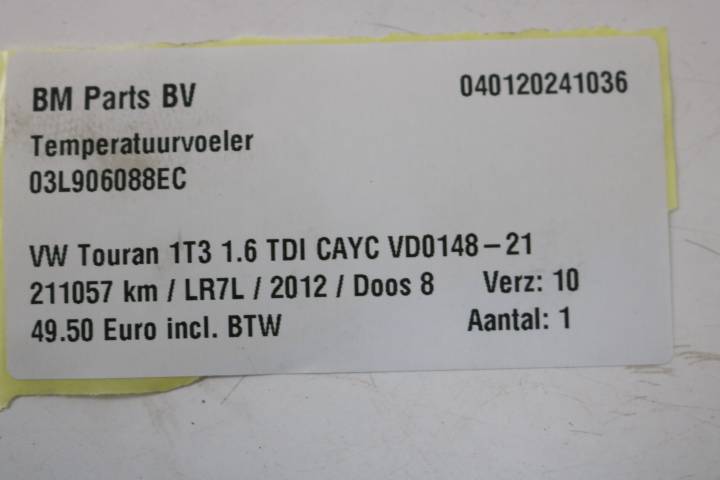 BM Parts BV 040120241036
Temperatuurvoeler
03L906088EC
VW Touran 1T3 1.6 TDI CAYC VD0148-21
211057 km / LR7L / 2012 / Doos 8 Verz: 10
49.50 Euro incl. BTW Aantal: 1